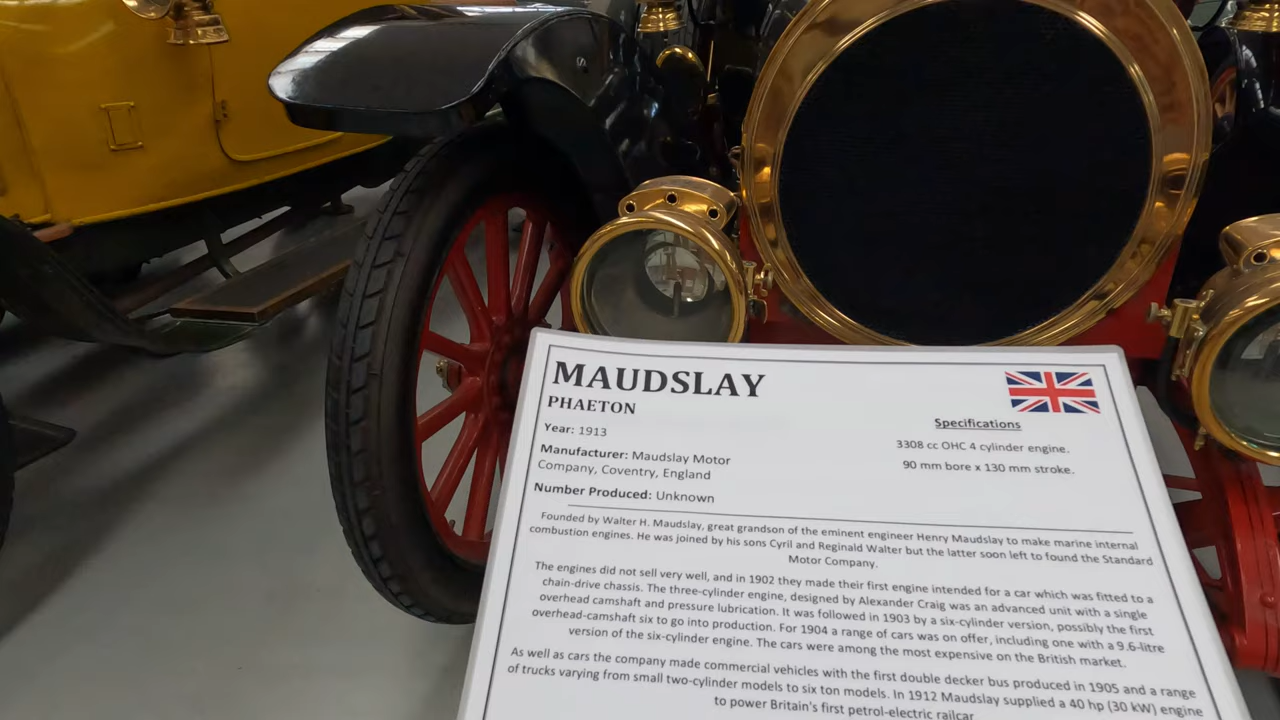 MAUDSLAY
PHAETON
Year: 1913
Manufacturer: Maudslay Motor
Company, Coventry, England
Number Produced: Unknown
Specifications
3308 cc OHC 4 cylinder engine.
90 mm bore x 130 mm stroke.
Founded by Walter H. Maudslay, great grandson of the eminent engineer Henry Maudslay to make marine internal
combustion engines. He was joined by his sons Cyril and Reginald Walter but the latter soon left to found the Standard
Motor Company.
The engines did not sell very well, and in 1902 they made their first engine intended for a car which was fitted to a
chain-drive chassis. The three-cylinder engine, designed by Alexander Craig was an advanced unit with a single
overhead camshaft and pressure lubrication. It was followed in 1903 by a six-cylinder version, possibly the first
overhead-camshaft six to go into production. For 1904 a range of cars was on offer, including one with a 9.6-litre
version of the six-cylinder engine. The cars were among the most expensive on the British market.
As well as cars the company made commercial vehicles with the first double decker bus produced in 1905 and a range
of trucks varying from small two-cylinder models to six ton models. In 1912 Maudslay supplied a 40 hp (30 kW) engine
to power Britain's first petrol-electric railcar